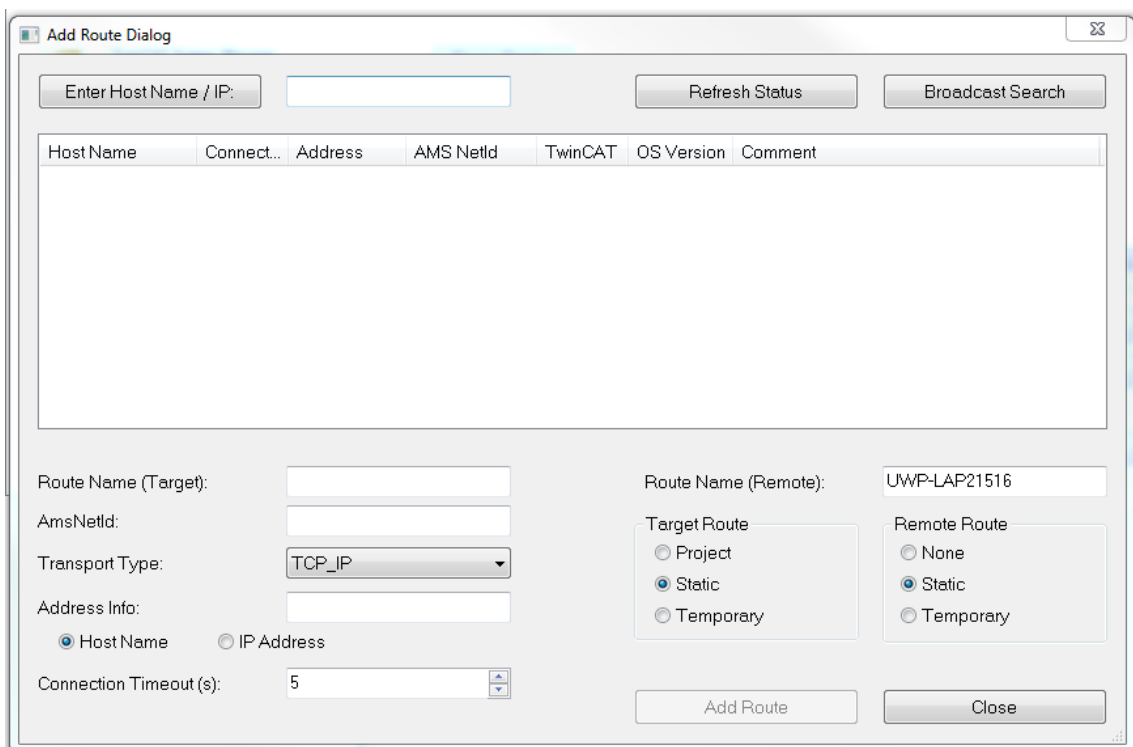 Add Route Dialog
Enter Host Name / IP: Refresh Status Broadcast Search
Host Name Connect... Address AMS NetId TwinCAT OS Version Comment
Route Name (Target): Route Name (Remote): UWP-LAP21516
AmsNetId: Target Route Remote Route
Transport Type: TCP_IP Project None
Static Static
Address Info: Temporary Temporary
Host Name IP Address
Connection Timeout (s): 5
Add Route Close